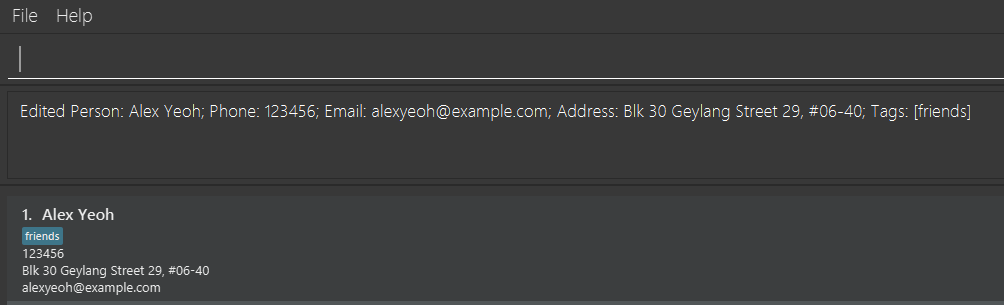 File Help
Edited Person: Alex Yeoh; Phone: 123456; Email: alexyeoh@example.com; Address: Blk 30 Geylang Street 29, #06-40; Tags: [friends]
1. Alex Yeoh
friends
123456
Blk 30 Geylang Street 29, #06-40
alexyeoh@example.com